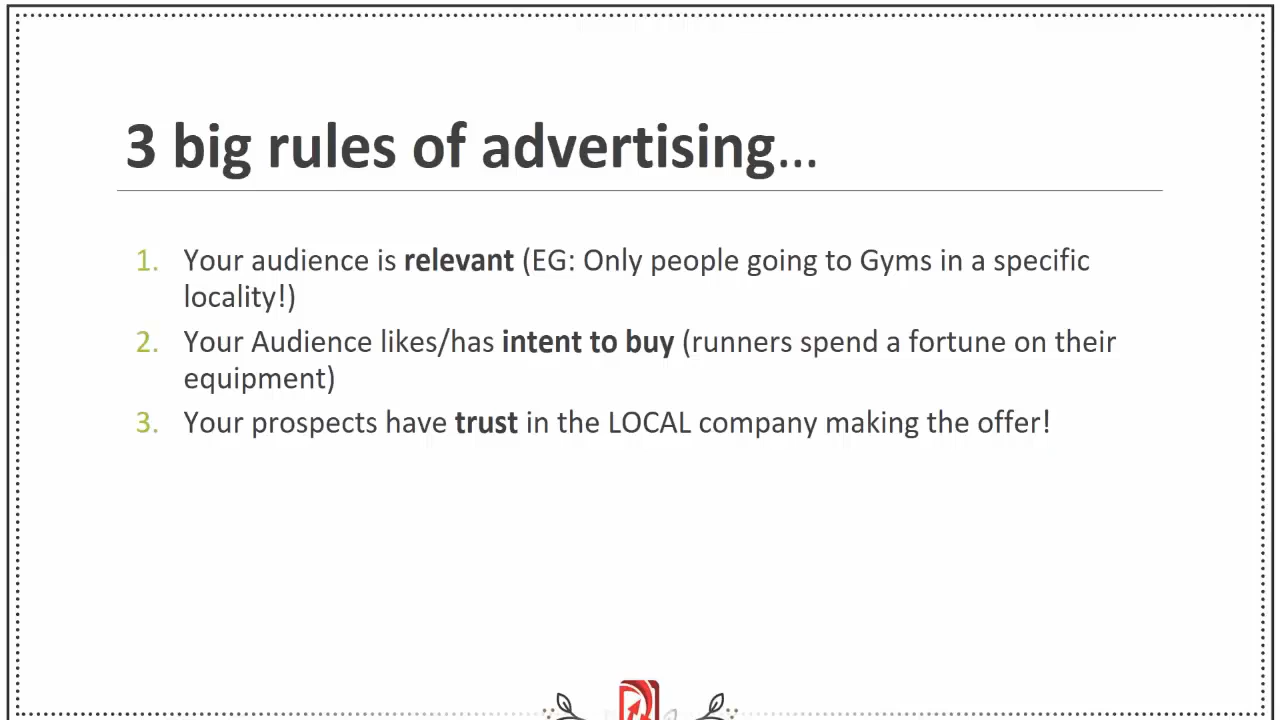 3 big rules of advertising...
1. Your audience is relevant (EG: Only people going to Gyms in a specific
locality!)
2. Your Audience likes/has intent to buy (runners spend a fortune on their
equipment)
3. Your prospects have trust in the LOCAL company making the offer!